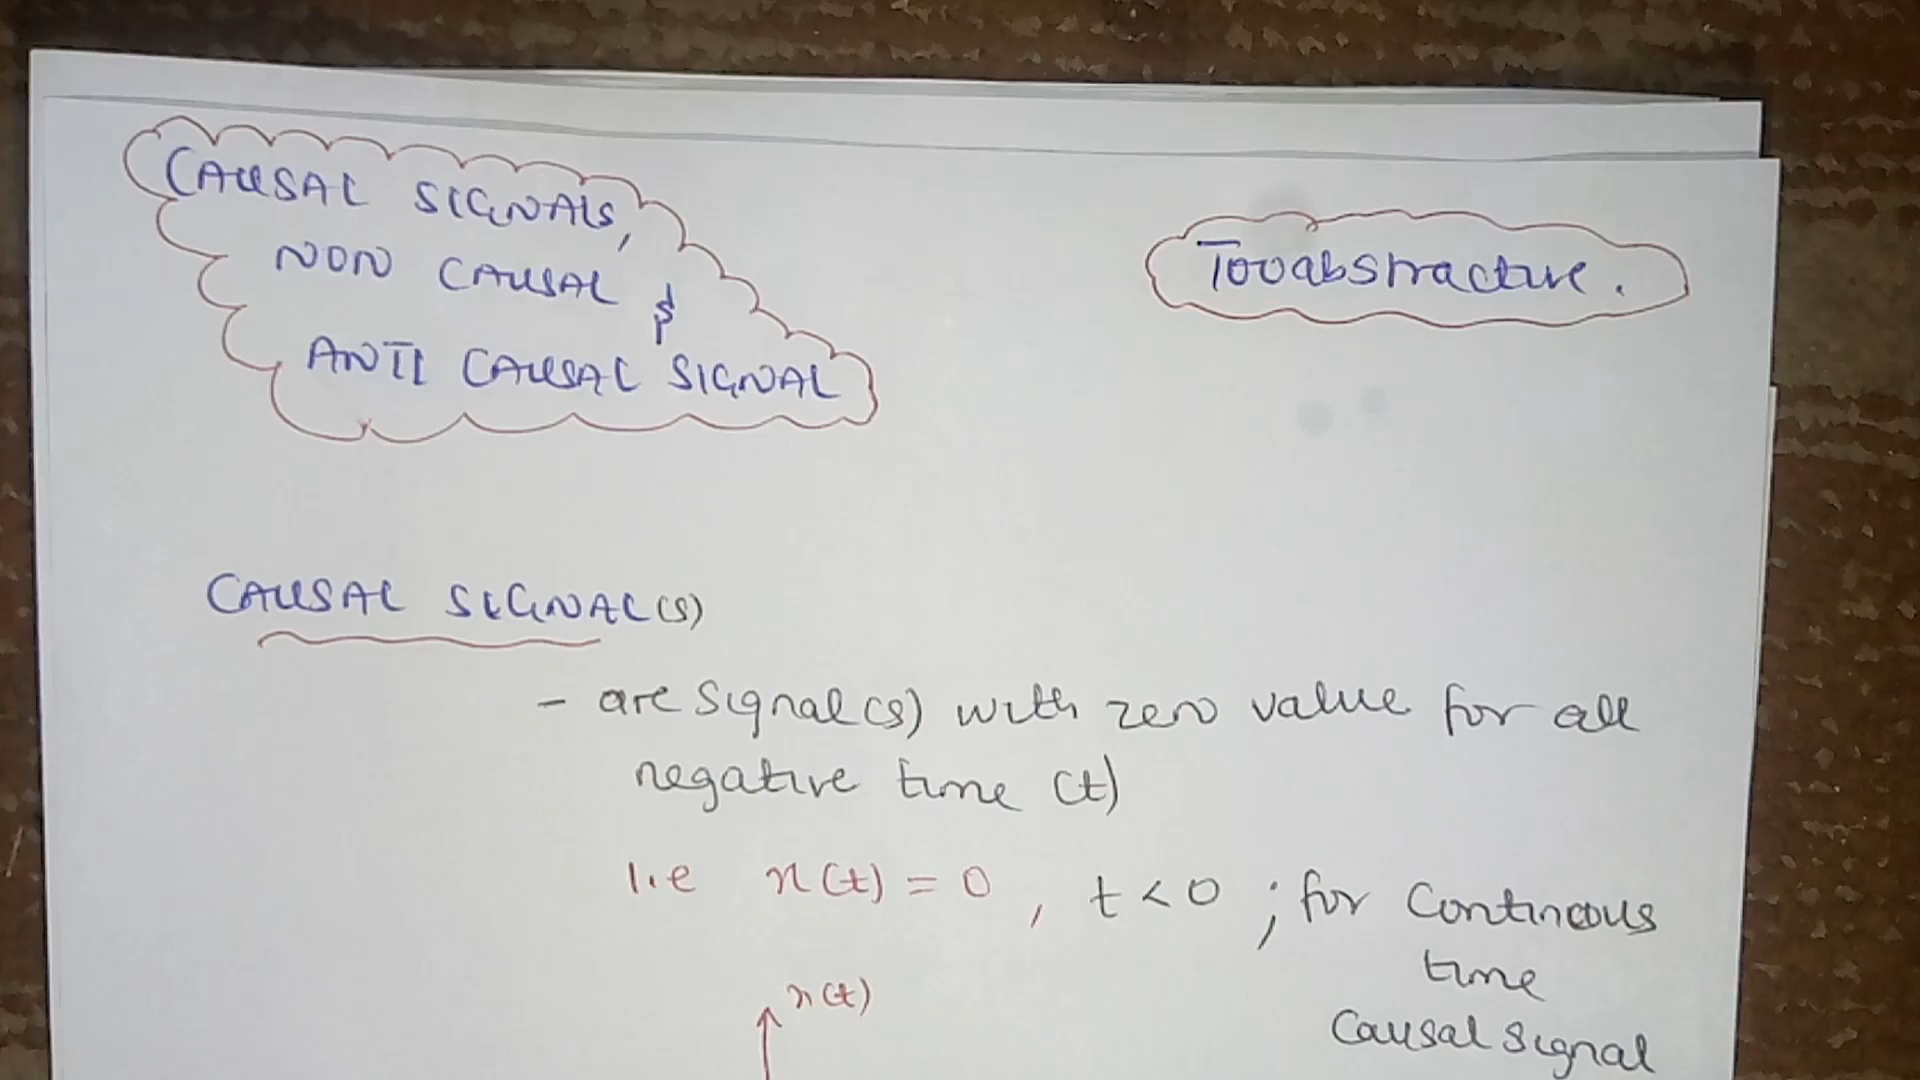 CAUSAL SIGNALS,
NON CAUSAL &
ANTI CAUSAL SIGNAL
Tooabstractive.
CAUSAL SIGNAL(S)
- are Signal(s) with zero value for all
negative time (t)
i.e x(t) = 0 , t < 0 ; for Continuous
time
Causal Signal
x(t)